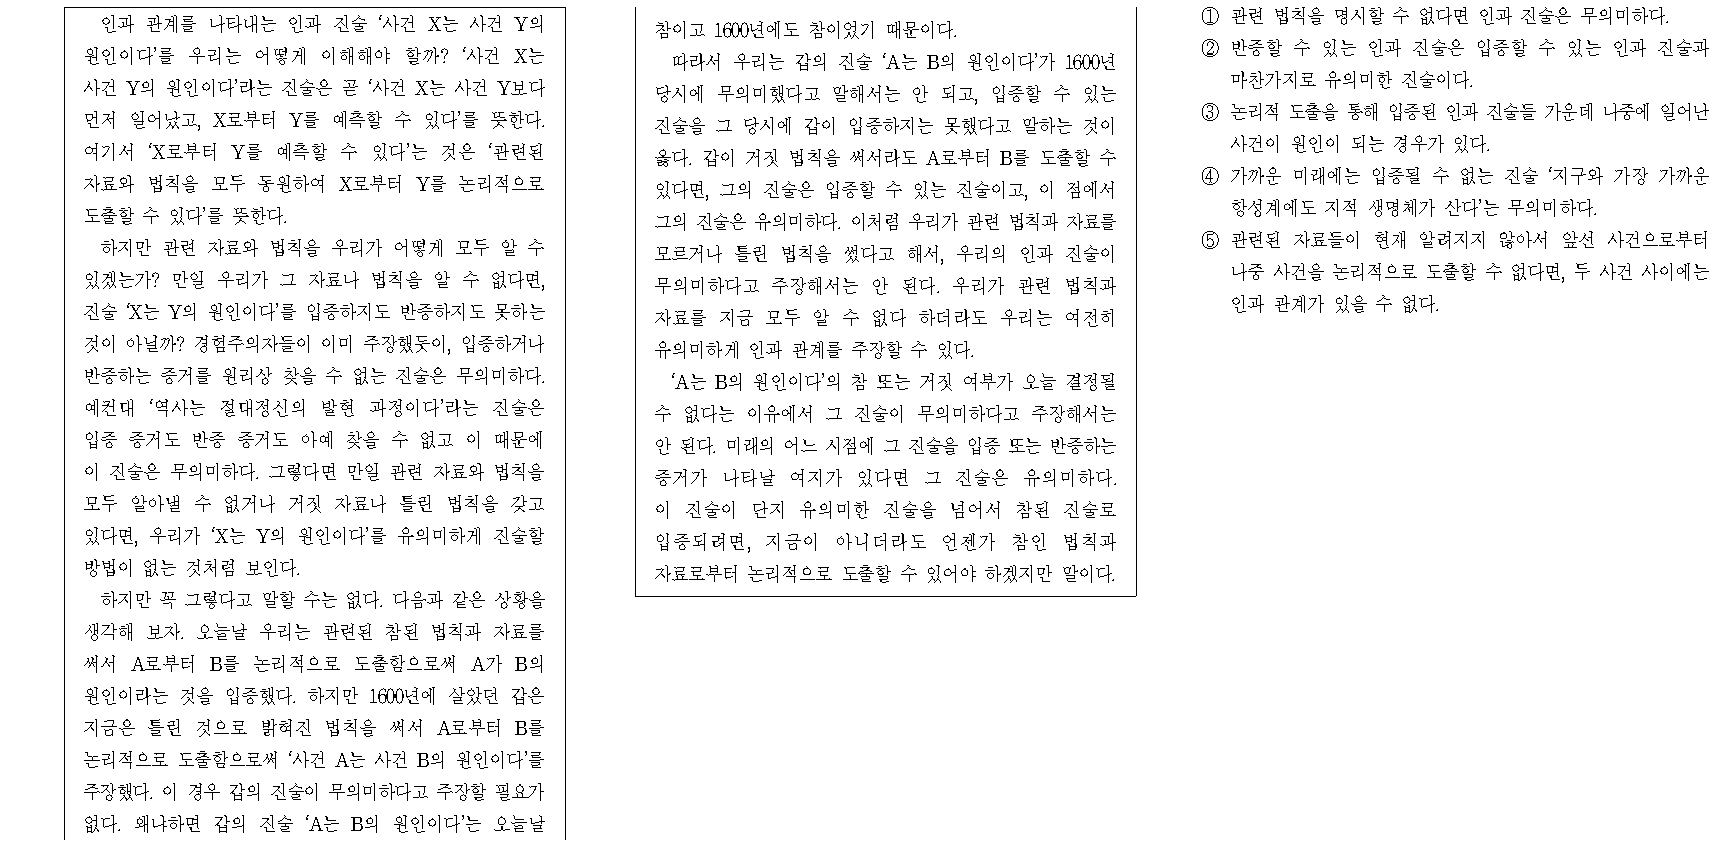 인과 관계를 나타내는 인과 진술 ‘사건 X는 사건 Y의
원인이다’를 우리는 어떻게 이해해야 할까? ‘사건 X는
사건 Y의 원인이다’라는 진술은 곧 ‘사건 X는 사건 Y보다
먼저 일어났고, X로부터 Y를 예측할 수 있다’를 뜻한다.
여기서 ‘X로부터 Y를 예측할 수 있다’는 것은 ‘관련된
자료와 법칙을 모두 동원하여 X로부터 Y를 논리적으로
도출할 수 있다’를 뜻한다.
하지만 관련 자료와 법칙을 우리가 어떻게 모두 알 수
있겠는가? 만일 우리가 그 자료나 법칙을 알 수 없다면,
진술 ‘X는 Y의 원인이다’를 입증하지도 반증하지도 못하는
것이 아닐까? 경험주의자들이 이미 주장했듯이, 입증하거나
반증하는 증거를 원리상 찾을 수 없는 진술은 무의미하다.
예컨대 ‘역사는 절대정신의 발현 과정이다’라는 진술은
입증 증거도 반증 증거도 아예 찾을 수 없고 이 때문에
이 진술은 무의미하다. 그렇다면 만일 관련 자료와 법칙을
모두 알아낼 수 없거나 거짓 자료나 틀린 법칙을 갖고
있다면, 우리가 ‘X는 Y의 원인이다’를 유의미하게 진술할
방법이 없는 것처럼 보인다.
하지만 꼭 그렇다고 말할 수는 없다. 다음과 같은 상황을
생각해 보자. 오늘날 우리는 관련된 참된 법칙과 자료를
써서 A로부터 B를 논리적으로 도출함으로써 A가 B의
원인이라는 것을 입증했다. 하지만 1600년에 살았던 갑은
지금은 틀린 것으로 밝혀진 법칙을 써서 A로부터 B를
논리적으로 도출함으로써 ‘사건 A는 사건 B의 원인이다’를
주장했다. 이 경우 갑의 진술이 무의미하다고 주장할 필요가
없다. 왜냐하면 갑의 진술 ‘A는 B의 원인이다’는 오늘날
참이고 1600년에도 참이었기 때문이다.
따라서 우리는 갑의 진술 ‘A는 B의 원인이다’가 1600년
당시에 무의미했다고 말해서는 안 되고, 입증할 수 있는
진술을 그 당시에 갑이 입증하지는 못했다고 말하는 것이
옳다. 갑이 거짓 법칙을 써서라도 A로부터 B를 도출할 수
있다면, 그의 진술은 입증할 수 있는 진술이고, 이 점에서
그의 진술은 유의미하다. 이처럼 우리가 관련 법칙과 자료를
모르거나 틀린 법칙을 썼다고 해서, 우리의 인과 진술이
무의미하다고 주장해서는 안 된다. 우리가 관련 법칙과
자료를 지금 모두 알 수 없다 하더라도 우리는 여전히
유의미하게 인과 관계를 주장할 수 있다.
‘A는 B의 원인이다’의 참 또는 거짓 여부가 오늘 결정될
수 없다는 이유에서 그 진술이 무의미하다고 주장해서는
안 된다. 미래의 어느 시점에 그 진술을 입증 또는 반증하는
증거가 나타날 여지가 있다면 그 진술은 유의미하다.
이 진술이 단지 유의미한 진술을 넘어서 참된 진술로
입증되려면, 지금이 아니더라도 언젠가 참인 법칙과
자료로부터 논리적으로 도출할 수 있어야 하겠지만 말이다.
① 관련 법칙을 명시할 수 없다면 인과 진술은 무의미하다.
② 반증할 수 있는 인과 진술은 입증할 수 있는 인과 진술과
마찬가지로 유의미한 진술이다.
③ 논리적 도출을 통해 입증된 인과 진술들 가운데 나중에 일어난
사건이 원인이 되는 경우가 있다.
④ 가까운 미래에는 입증될 수 없는 진술 ‘지구와 가장 가까운
항성계에도 지적 생명체가 산다’는 무의미하다.
⑤ 관련된 자료들이 현재 알려지지 않아서 앞선 사건으로부터
나중 사건을 논리적으로 도출할 수 없다면, 두 사건 사이에는
인과 관계가 있을 수 없다.